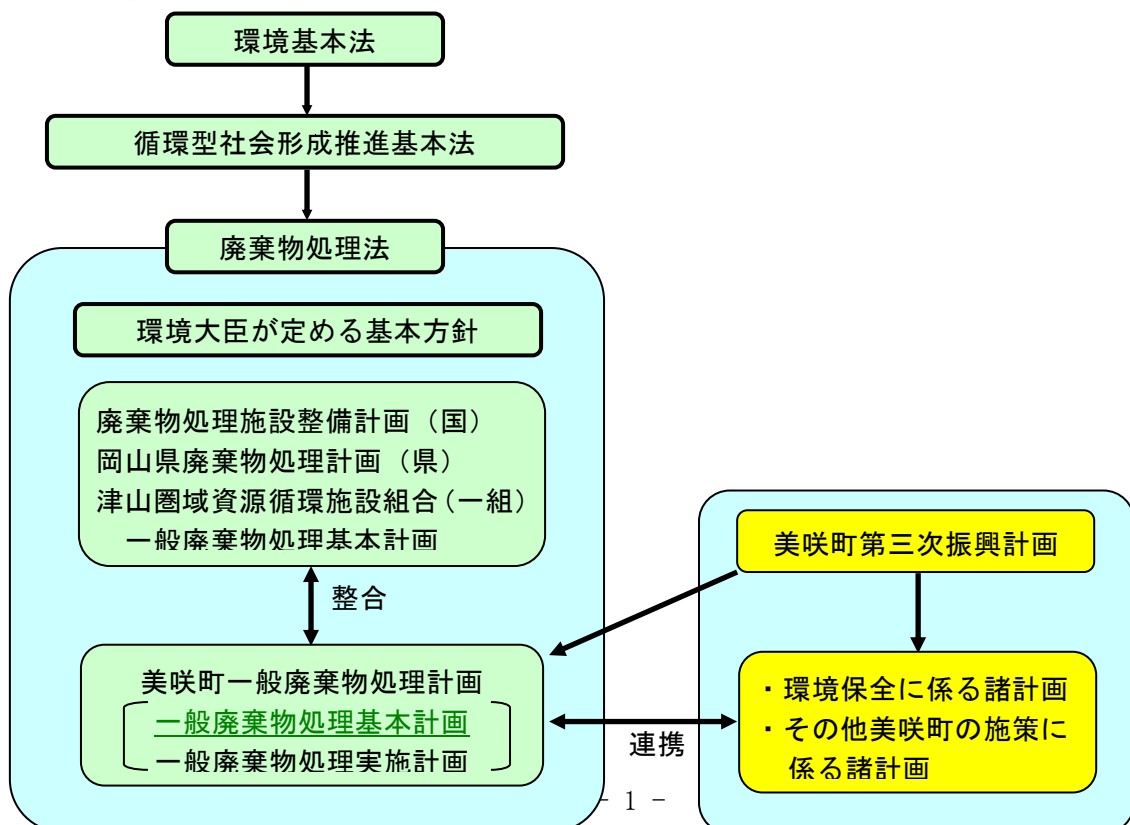 環境基本法
循環型社会形成推進基本法
廃棄物処理法
環境大臣が定める基本方針
廃棄物処理施設整備計画（国）
岡山県廃棄物処理計画（県）
津山圏域資源循環施設組合（一組）
一般廃棄物処理基本計画
整合
美咲町一般廃棄物処理計画
一般廃棄物処理基本計画
一般廃棄物処理実施計画
連携
美咲町第三次振興計画
・環境保全に係る諸計画
・その他美咲町の施策に
係る諸計画
- 1 -